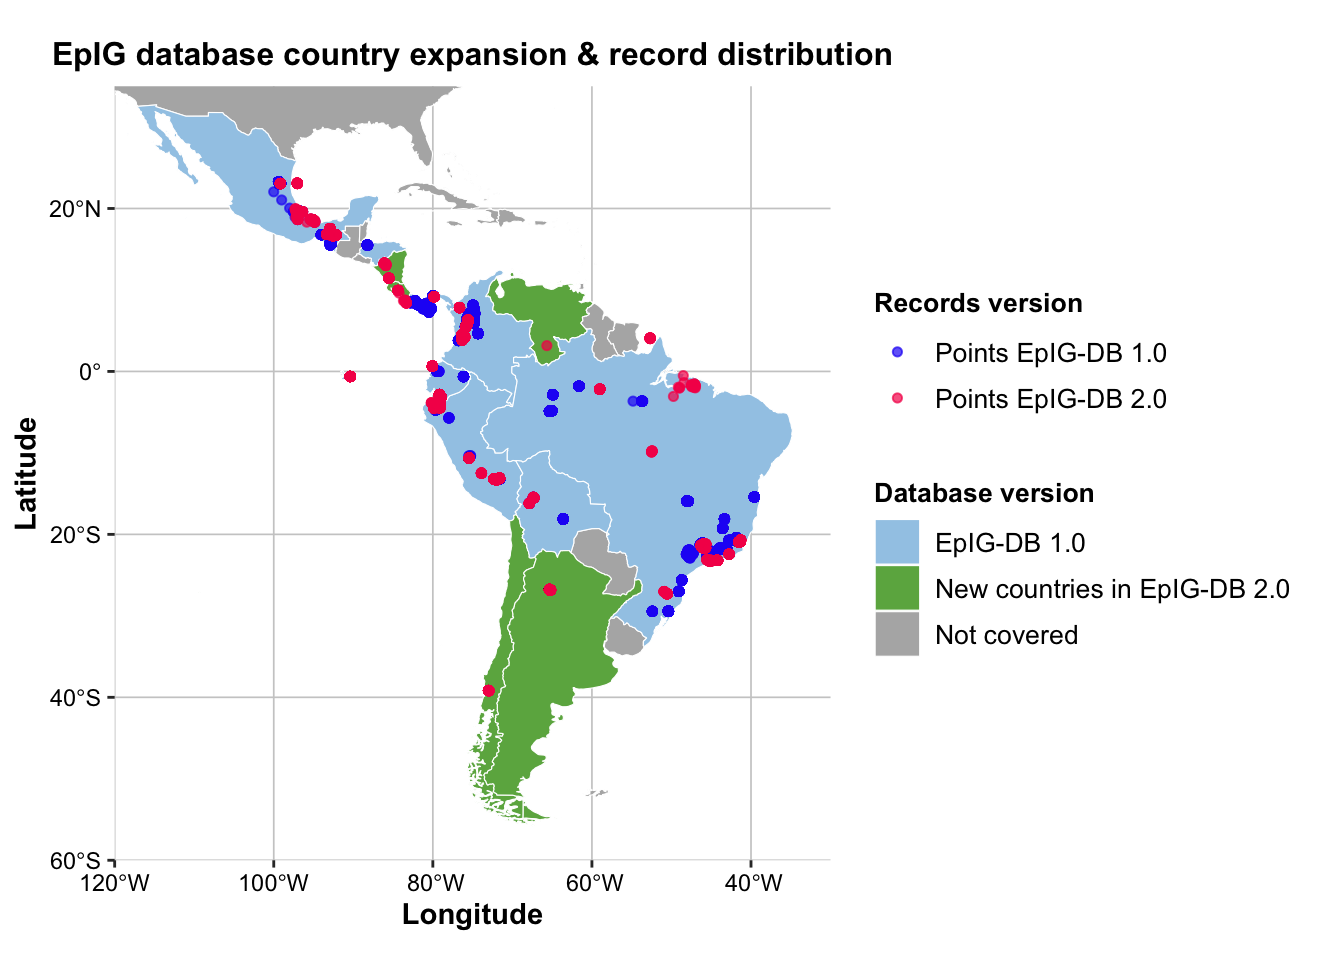 EpIG database country expansion & record distribution
20°N
0°
20°S
40°S
60°S
120°W
100°W
80°W
60°W
40°W
Longitude
Latitude
Records version
Points EpIG-DB 1.0
Points EpIG-DB 2.0
Database version
EpIG-DB 1.0
New countries in EpIG-DB 2.0
Not covered